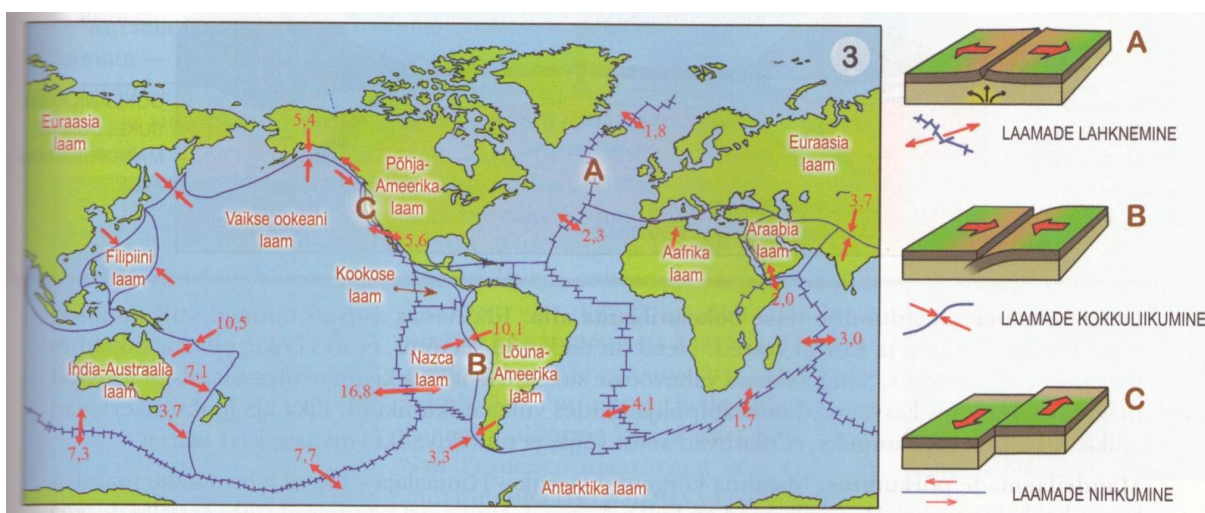 3
Euraasia
laam
5,4
Põhja-
Ameerika
laam
C
Vaikse ookeani
laam
Filipiini
laam
5,6
Kookose
laam
1,8
A
2,3
Euraasia
laam
3,7
Araabia
laam
Aafrika
laam
2,0
10,5
India-Austraalia
laam
7,1
3,7
7,3
10,1
Nazca
laam
B
Lõuna-
Ameerika
laam
16,8
3,3
7,7
4,1
1,7
3,0
Antarktika laam
A
LAAMADE LAHKNEMINE
B
LAAMADE KOKKULIIKUMINE
C
LAAMADE NIHKUMINE